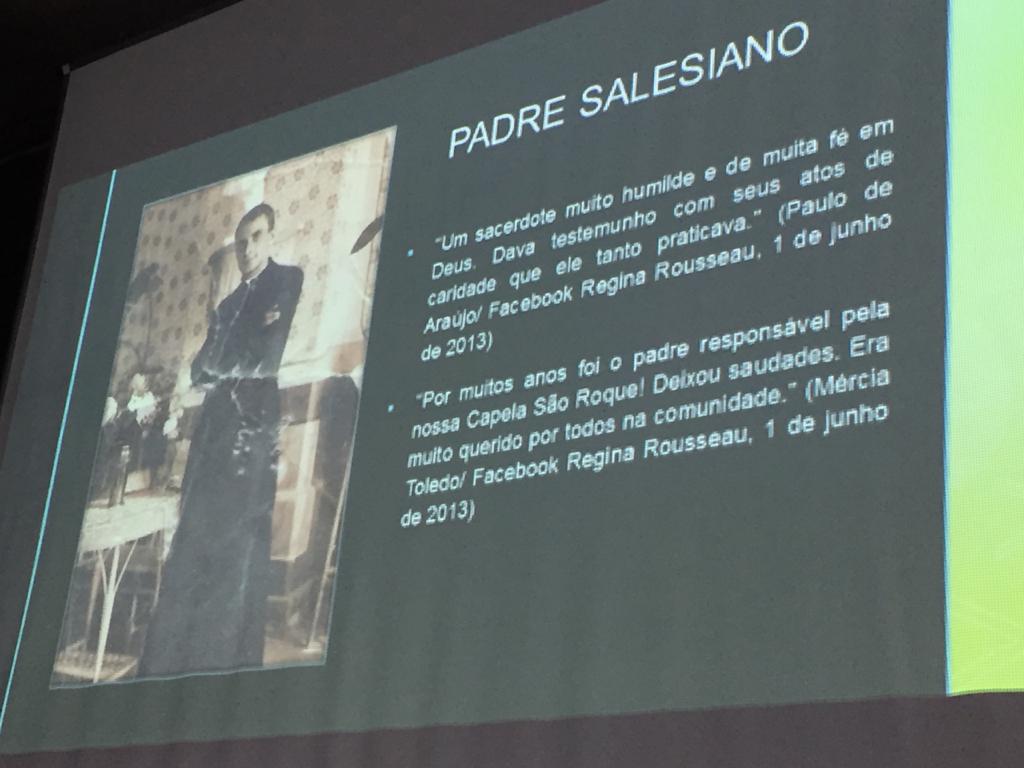 PADRE SALESIANO
"Um sacerdote muito humilde e de muita fé em
Deus. Dava testemunho com seus atos de
caridade que ele tanto praticava." (Paulo de
Araújo/ Facebook Regina Rousseau, 1 de junho
de 2013)
"Por muitos anos foi o padre responsável pela
nossa Capela São Roque! Deixou saudades. Era
muito querido por todos na comunidade." (Mércia
Toledo/ Facebook Regina Rousseau, 1 de junho
de 2013)